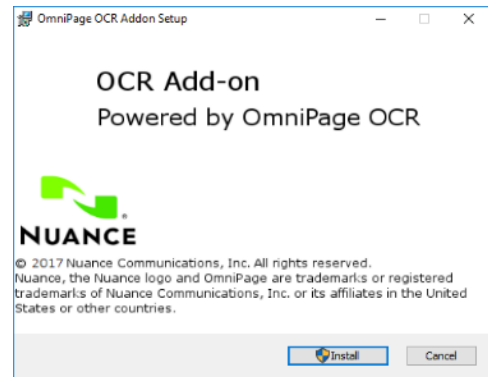 OmniPage OCR Addon Setup
OCR Add-on
Powered by OmniPage OCR
NUANCE
© 2017 Nuance Communications, Inc. All rights reserved.
Nuance, the Nuance logo and OmniPage are trademarks or registered
trademarks of Nuance Communications, Inc. or its affiliates in the United
States or other countries.
Install Cancel